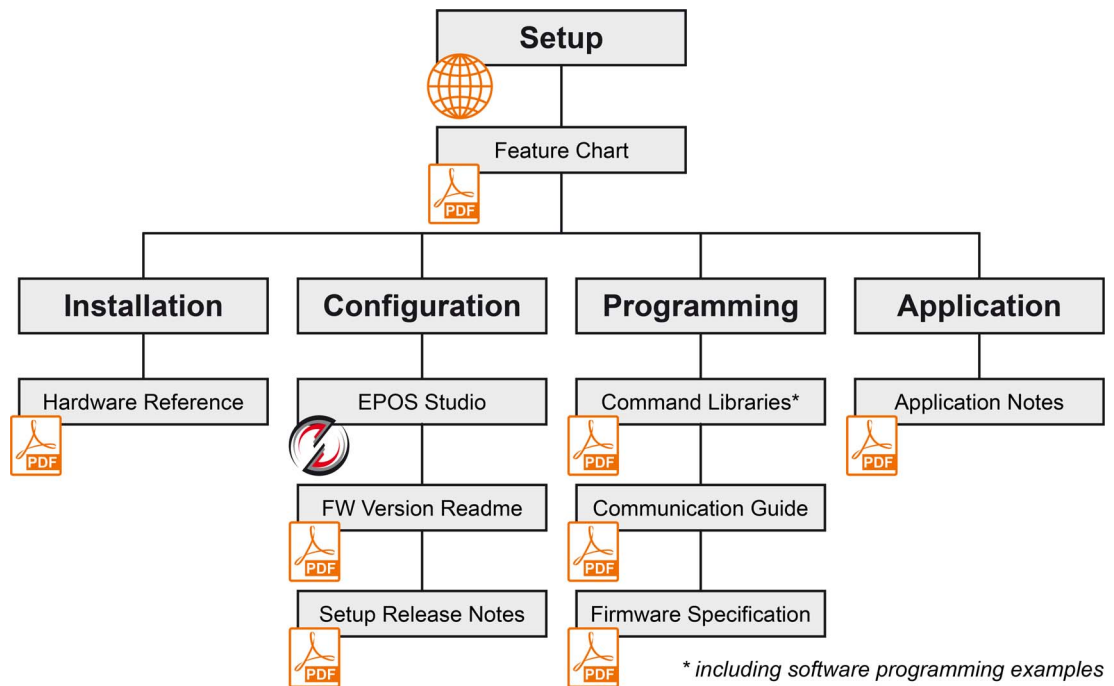 Setup
Feature Chart
PDF
Installation
Configuration
Programming
Application
Hardware Reference
EPOS Studio
Command Libraries*
Application Notes
PDF
PDF
PDF
FW Version Readme
Communication Guide
PDF
PDF
Setup Release Notes
Firmware Specification
PDF
PDF
* including software programming examples